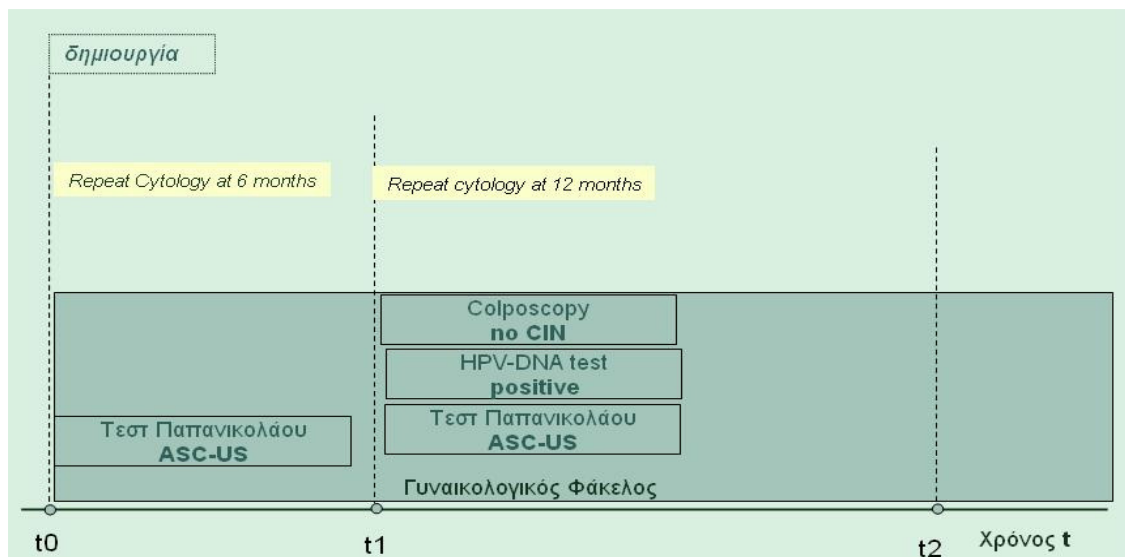 δημιουργία
Repeat Cytology at 6 months
Repeat cytology at 12 months
Colposcopy
no CIN
HPV-DNA test
positive
Τεστ Παπανικολάου
ASC-US
Τεστ Παπανικολάου
ASC-US
Γυναικολογικός Φάκελος
t0
t1
t2
Χρόνος t